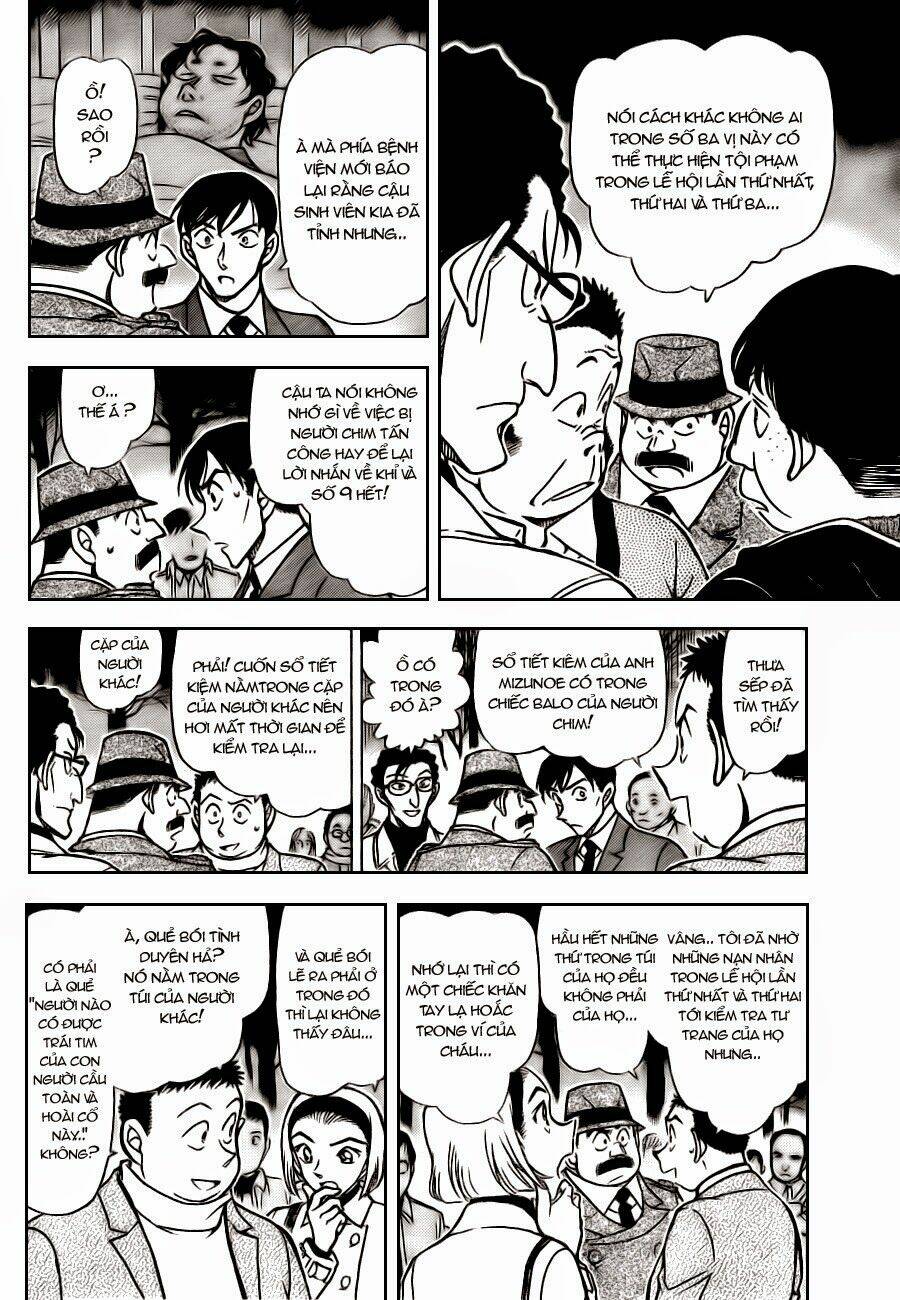 NÓI CÁCH KHÁC KHÔNG AI
TRONG SỐ BA VỊ NÀY CÓ
THỂ THỰC HIỆN TỘI PHẠM
TRONG LỄ HỘI LẦN THỨ NHẤT,
THỨ HAI VÀ THỨ BA...
À MÀ PHÍA BỆNH
VIỆN MỚI BÁO
LẠI RẰNG CẬU
SINH VIÊN KIA ĐÃ
TỈNH NHƯNG..
Ồ!
SAO
RỒI
?
CẬU TA NÓI KHÔNG
NHỚ GÌ VỀ VIỆC BỊ
NGƯỜI CHIM TẤN
CÔNG HAY ĐỂ LẠI
LỜI NHẮN VỀ KHỈ VÀ
SỐ 9 HẾT!
Ơ...
THẾ Á ?
THƯA
SẾP ĐÃ
TÌM THẤY
RỒI!
SỔ TIẾT KIÊM CỦA ANH
MIZUNOE CÓ TRONG
CHIẾC BALO CỦA NGƯỜI
CHIM!
Ồ CÓ
TRONG
ĐÓ À?
PHẢI! CUỐN SỔ TIẾT
KIỆM NẰMTRONG CẶP
CỦA NGƯỜI KHÁC NÊN
HƠI MẤT THỜI GIAN ĐỂ
KIỂM TRA LẠI...
CẶP CỦA
NGƯỜI
KHÁC!
VÂNG.. TÔI ĐÃ NHỜ
NHỮNG NẠN NHÂN
TRONG LỄ HỘI LẦN
THỨ NHẤT VÀ THỨ HAI
TỚI KIỂM TRA TƯ
TRANG CỦA HỌ
NHƯNG...
HẦU HẾT NHỮNG
THỨ TRONG TÚI
CỦA HỌ ĐỀU
KHÔNG PHẢI
CỦA HỌ...
NHỚ LẠI THÌ CÓ
MỘT CHIẾC KHĂN
TAY LẠ HOẮC
TRONG VÍ CỦA
CHÁU...
VÀ QUẺ BÓI
LẼ RA PHẢI Ở
TRONG ĐÓ
THÌ LẠI KHÔNG
THẤY ĐÂU...
À, QUẺ BÓI TÌNH
DUYÊN HẢ?
NÓ NẰM TRONG
TÚI CỦA NGƯỜI
KHÁC!
CÓ PHẢI
LÀ QUẺ
"NGƯỜI NÀO
CÓ ĐƯỢC
TRÁI TIM
CỦA CON
NGƯỜI CẦU
TOÀN VÀ
HOÀI CỔ
NÀY.."
KHÔNG?